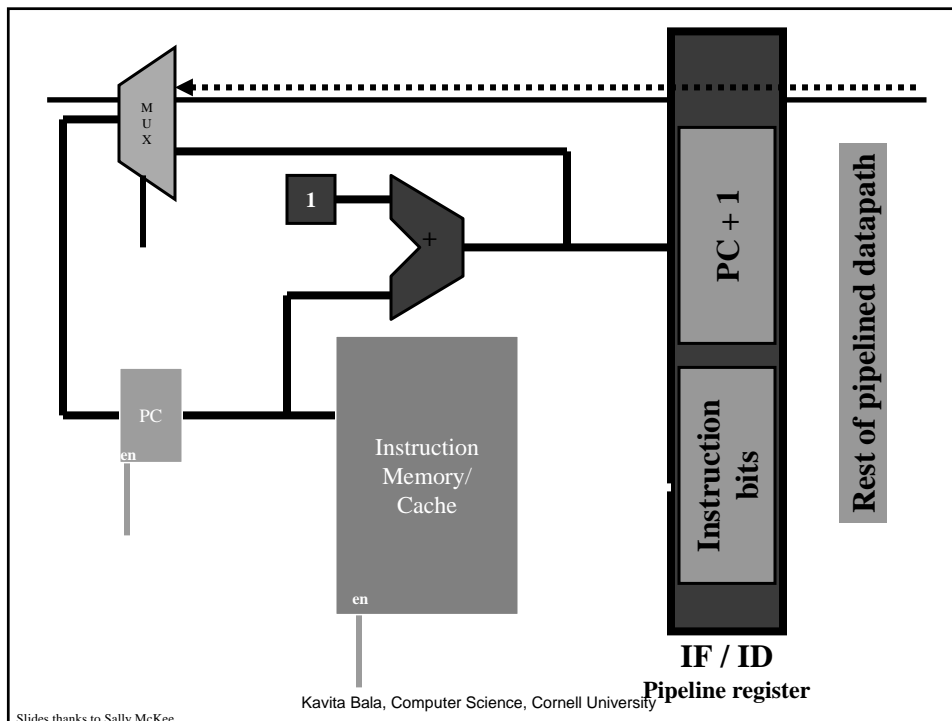 M
U
X
1
+
PC + 1
Rest of pipelined datapath
PC
en
Instruction
Memory/
Cache
en
Instruction
bits
IF / ID
Pipeline register
Kavita Bala, Computer Science, Cornell University
Slides thanks to Sally McKee